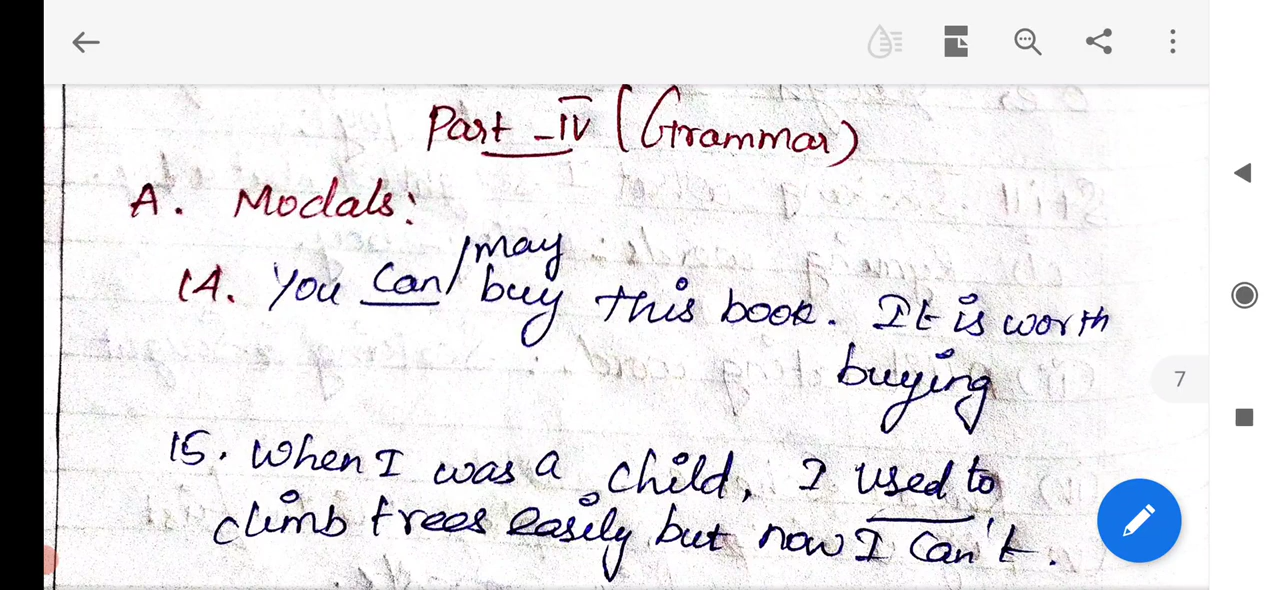 Part - IV (Grammar)
A. Modals:
14. You can/may buy this book. It is worth
buying
15. When I was a child, I used to
climb trees easily but now I can't.
7